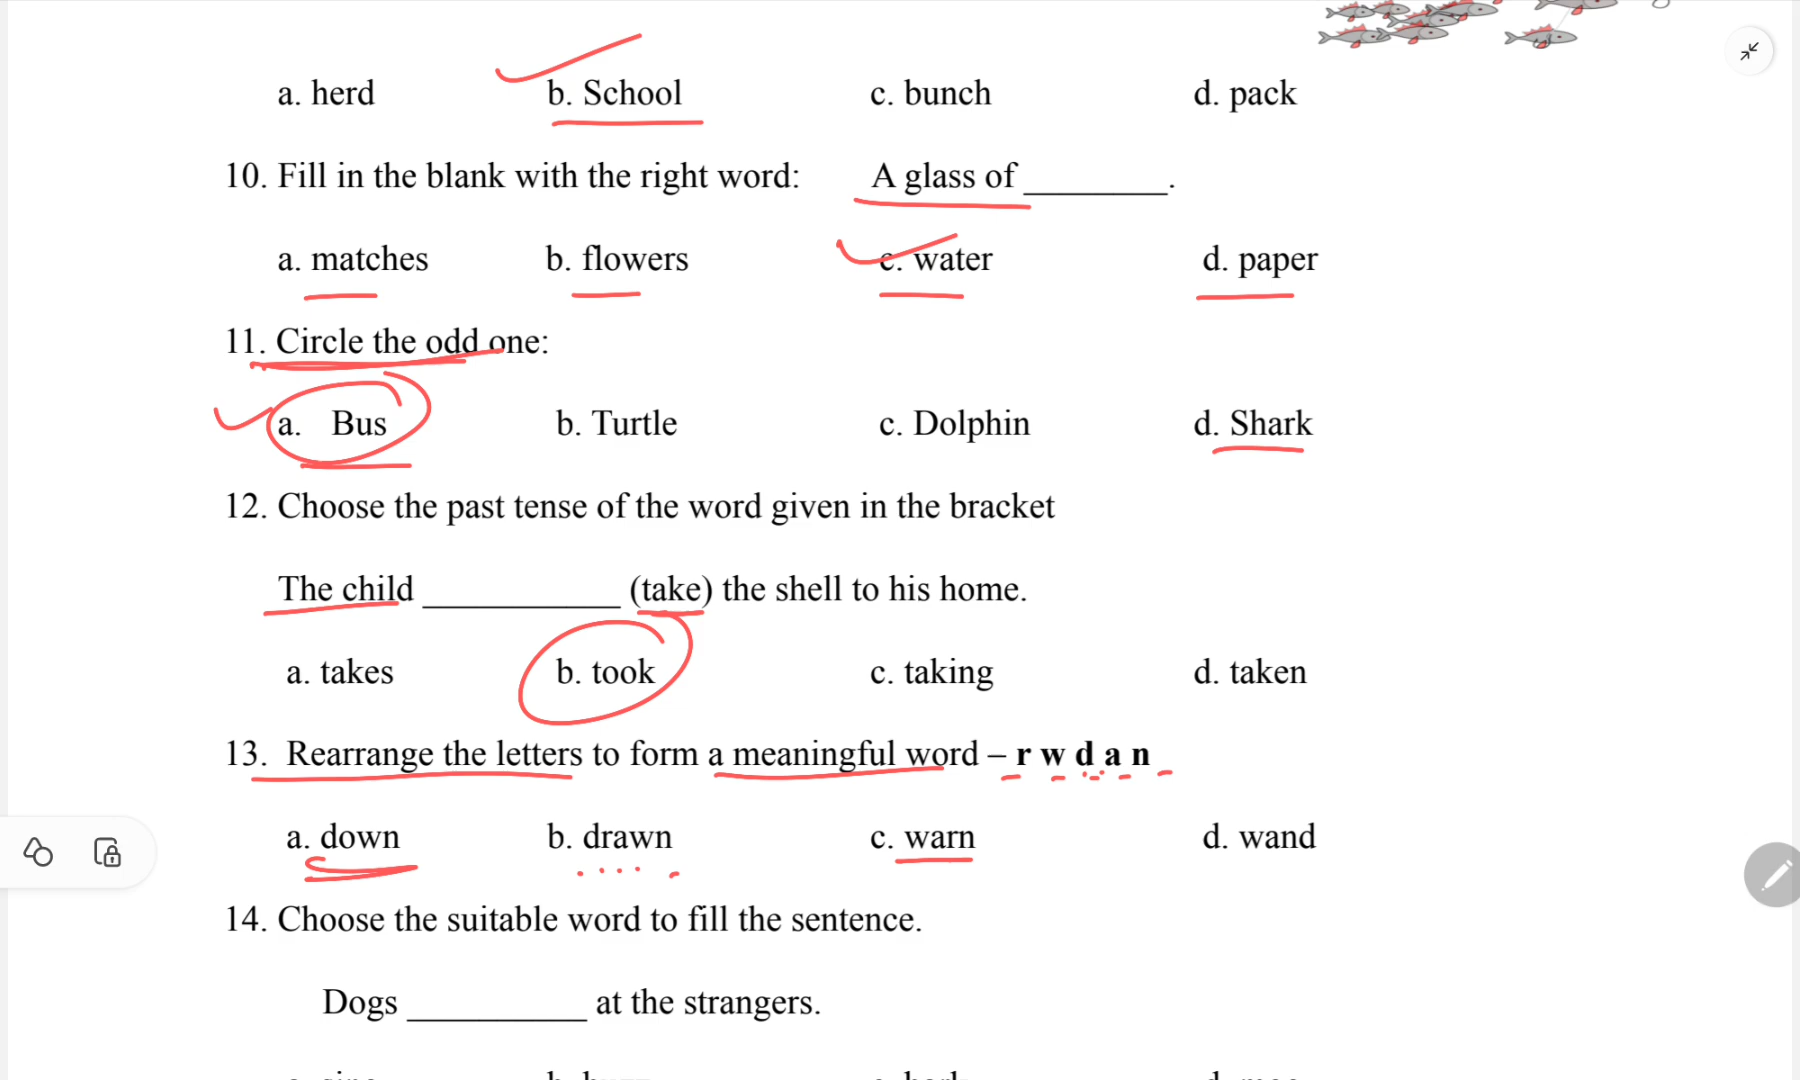 a. herd b. School c. bunch d. pack
10. Fill in the blank with the right word: A glass of ________.
a. matches b. flowers c. water d. paper
11. Circle the odd one:
a. Bus b. Turtle c. Dolphin d. Shark
12. Choose the past tense of the word given in the bracket
The child ___________ (take) the shell to his home.
a. takes b. took c. taking d. taken
13. Rearrange the letters to form a meaningful word – r w d a n
a. down b. drawn c. warn d. wand
14. Choose the suitable word to fill the sentence.
Dogs __________ at the strangers.